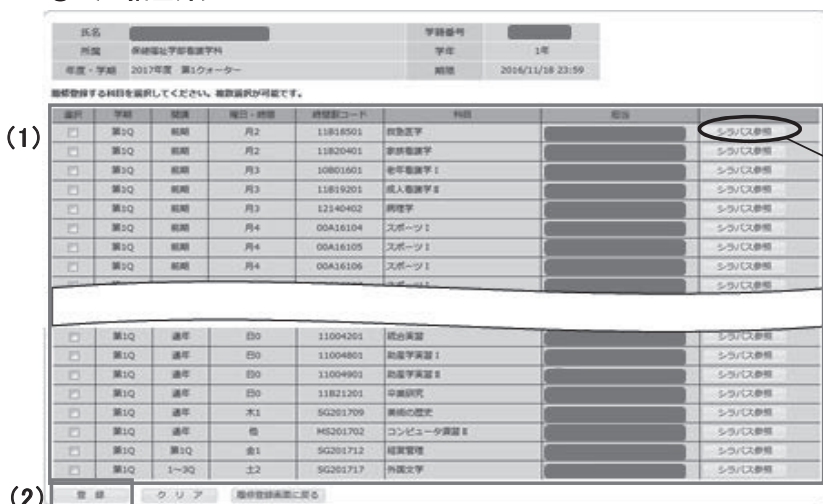 氏名 学籍番号
所属 保健福祉学部看護学科 学年 1年
年度・学期 2017年度 第1クォーター 期限 2016/11/18 23:59
履修登録する科目を選択してください。複数選択が可能です。
選択 学期 開講 曜日・時限 時間割コード 科目 担当
(1)
第1Q 前期 月2 11818501 救急医学 シラバス参照
第1Q 前期 月2 11820401 家族看護学 シラバス参照
第1Q 前期 月3 10801601 老年看護学Ⅰ シラバス参照
第1Q 前期 月3 11819201 成人看護学Ⅱ シラバス参照
第1Q 前期 月3 12140402 病理学 シラバス参照
第1Q 前期 月4 00A16104 スポーツⅠ シラバス参照
第1Q 前期 月4 00A16105 スポーツⅠ シラバス参照
第1Q 前期 月4 00A16106 スポーツⅠ シラバス参照
第1Q 通年 日0 11004201 統合実習 シラバス参照
第1Q 通年 日0 11004801 助産学実習Ⅰ シラバス参照
第1Q 通年 日0 11004901 助産学実習Ⅱ シラバス参照
第1Q 通年 日0 11821201 卒業研究 シラバス参照
第1Q 通年 木1 SG201709 美術の歴史 シラバス参照
第1Q 通年 他 MS201702 コンピュータ演習Ⅱ シラバス参照
第1Q 第1Q 金1 SG201712 経営管理 シラバス参照
第1Q 1～3Q 土2 SG201717 外国文学 シラバス参照
(2) 登 録 ク リ ア 履修登録画面に戻る